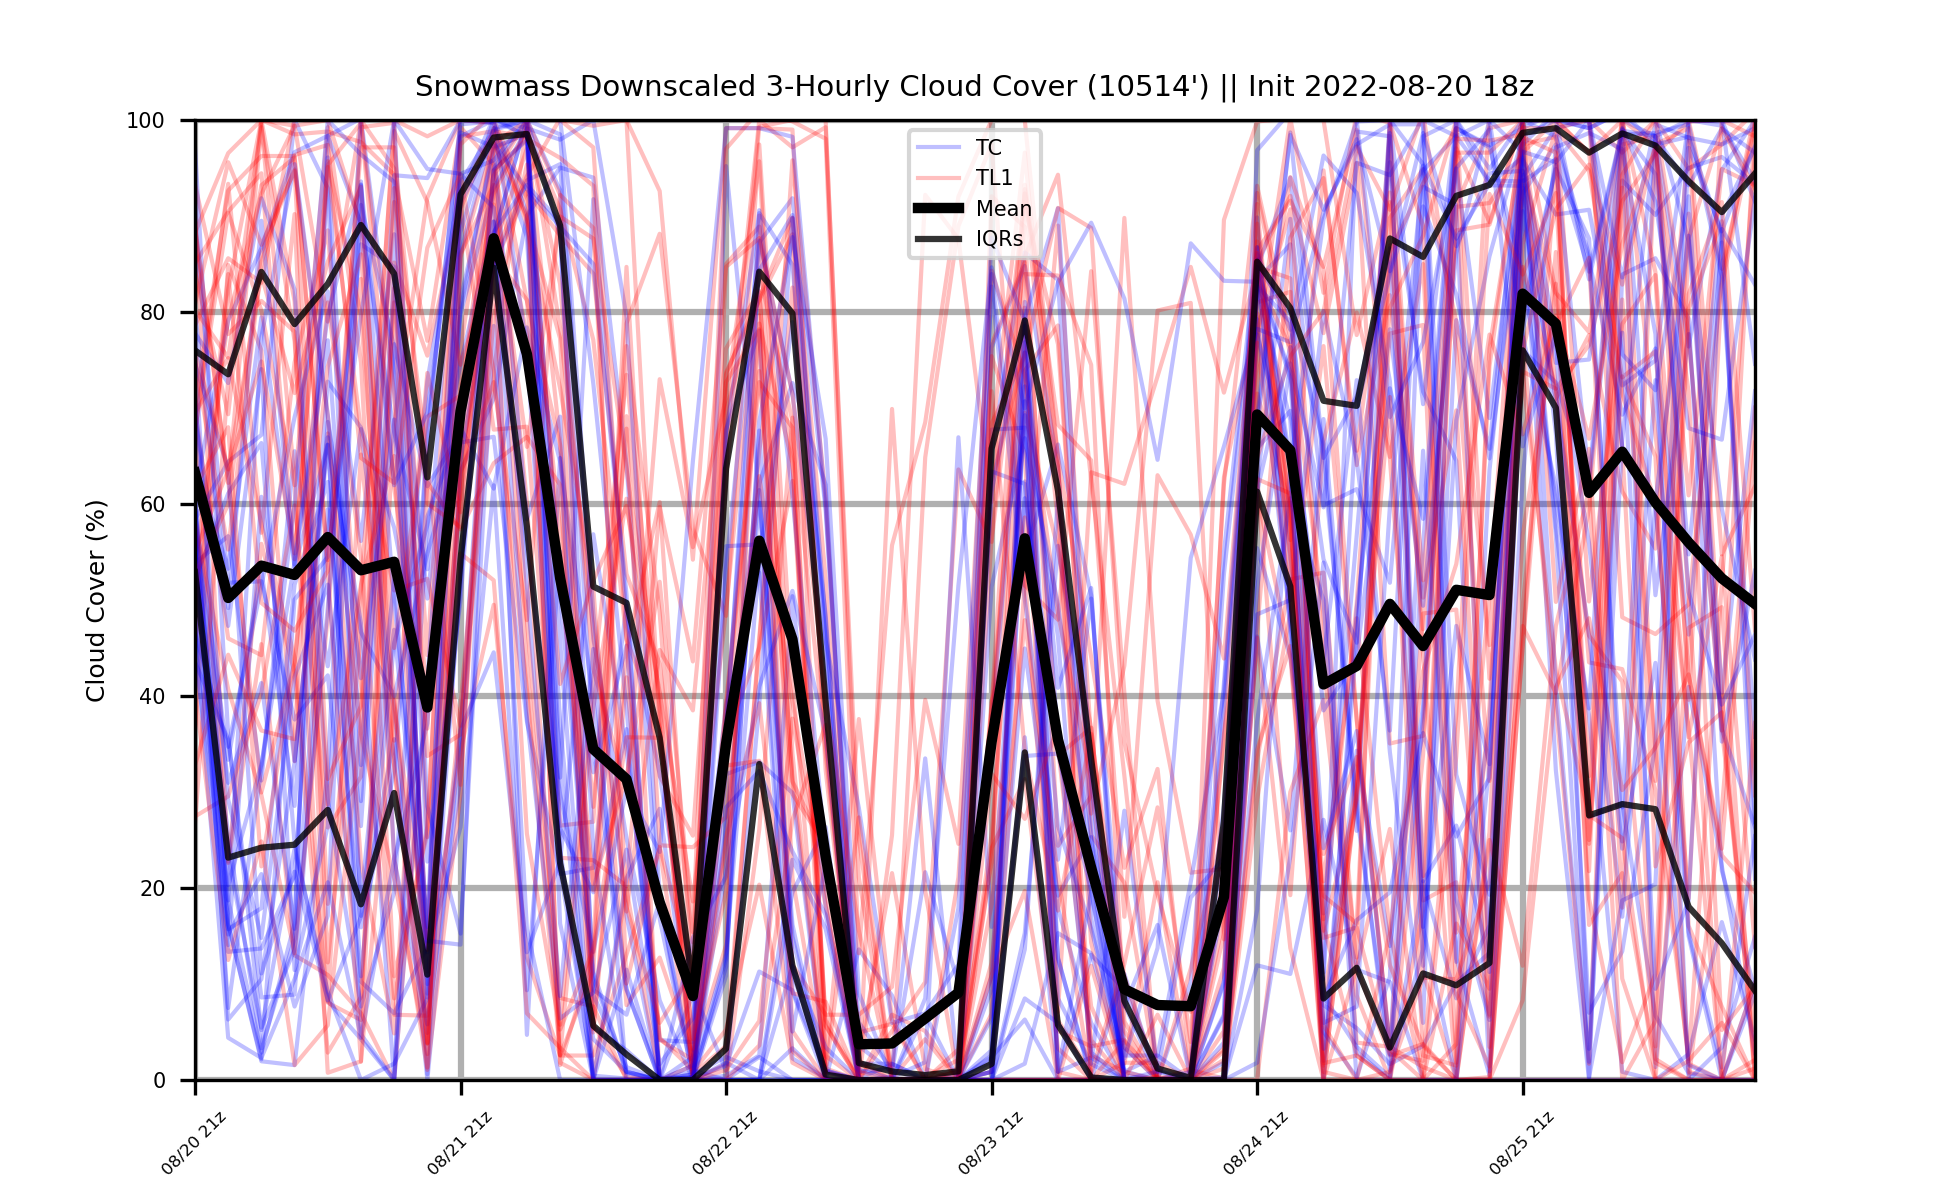 Snowmass Downscaled 3-Hourly Cloud Cover (10514') || Init 2022-08-20 18z
TC
TL1
Mean
IQRs
Cloud Cover (%)
100
80
60
40
20
0
08/20 21z
08/21 21z
08/22 21z
08/23 21z
08/24 21z
08/25 21z